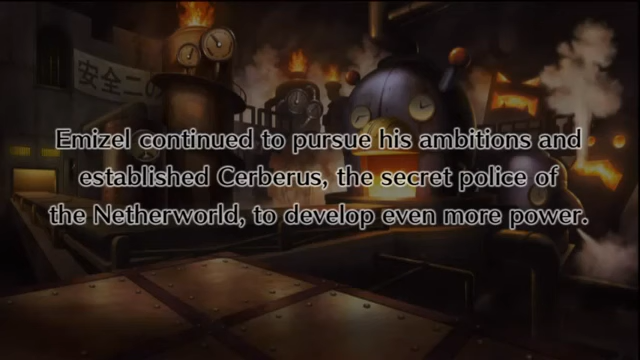 安全二の
Emizel continued to pursue his ambitions and
established Cerberus, the secret police of
the Netherworld, to develop even more power.